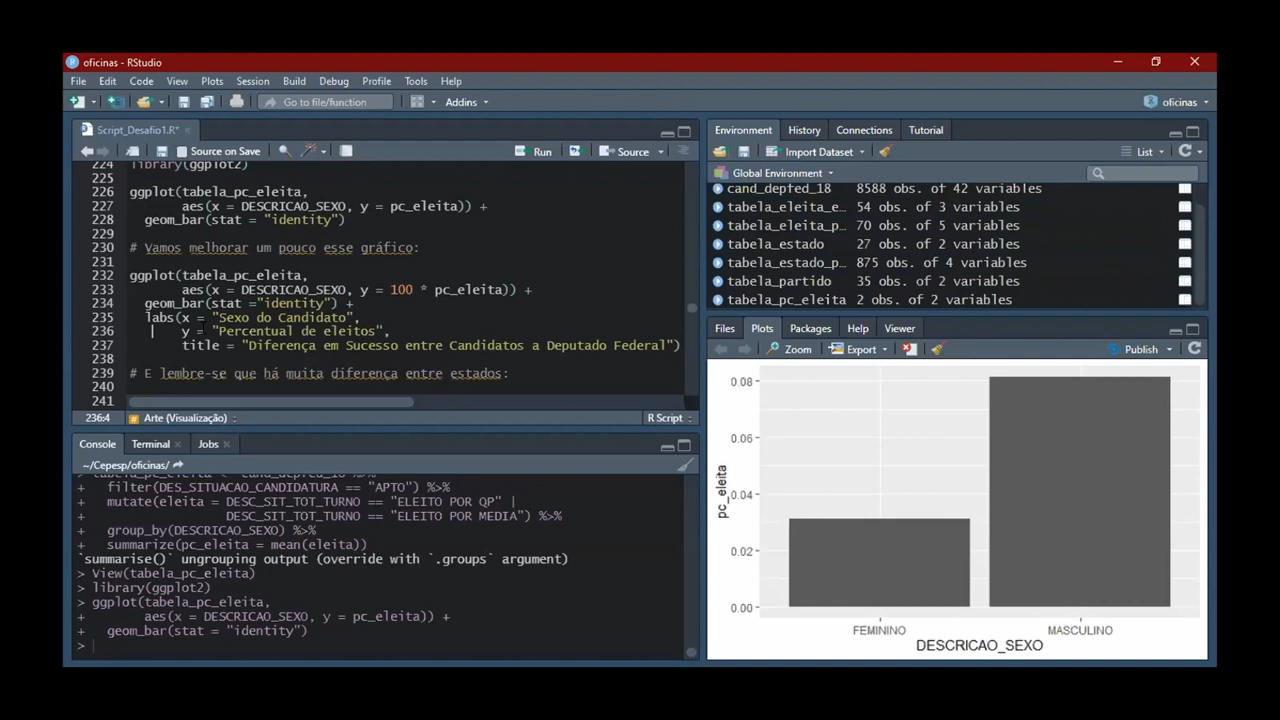 oficinas - RStudio
File Edit Code View Plots Session Build Debug Profile Tools Help
Go to file/function Addins oficinas
Script_Desafio1.R*
Source on Save Run Source
224 library(ggplot2)
225
226 ggplot(tabela_pc_eleita,
227 aes(x = DESCRICAO_SEXO, y = pc_eleita)) +
228 geom_bar(stat = "identity")
229
230 # Vamos melhorar um pouco esse gráfico:
231
232 ggplot(tabela_pc_eleita,
233 aes(x = DESCRICAO_SEXO, y = 100 * pc_eleita)) +
234 geom_bar(stat ="identity") +
235 labs(x = "Sexo do Candidato",
236 y = "Percentual de eleitos",
237 title = "Diferença em Sucesso entre Candidatos a Deputado Federal")
238
239 # E lembre-se que há muita diferença entre estados:
240
241
236:4 Arte (Visualização) R Script
Console Terminal Jobs
~/Cepesp/oficinas/
+ filter(DES_SITUACAO_CANDIDATURA == "APTO") %>%
+ mutate(eleita = DESC_SIT_TOT_TURNO == "ELEITO POR QP" |
+ DESC_SIT_TOT_TURNO == "ELEITO POR MEDIA") %>%
+ group_by(DESCRICAO_SEXO) %>%
+ summarize(pc_eleita = mean(eleita))
`summarise()` ungrouping output (override with `.groups` argument)
> View(tabela_pc_eleita)
> library(ggplot2)
> ggplot(tabela_pc_eleita,
+ aes(x = DESCRICAO_SEXO, y = pc_eleita)) +
+ geom_bar(stat = "identity")
>
Environment History Connections Tutorial
Import Dataset List
Global Environment
cand_depfed_18 8588 obs. of 42 variables
tabela_eleita_e… 54 obs. of 3 variables
tabela_eleita_p… 70 obs. of 5 variables
tabela_estado 27 obs. of 2 variables
tabela_estado_p… 875 obs. of 4 variables
tabela_partido 35 obs. of 2 variables
tabela_pc_eleita 2 obs. of 2 variables
Files Plots Packages Help Viewer
Zoom Export Publish
0.08
0.06
0.04
0.02
0.00
pc_eleita
FEMININO MASCULINO
DESCRICAO_SEXO